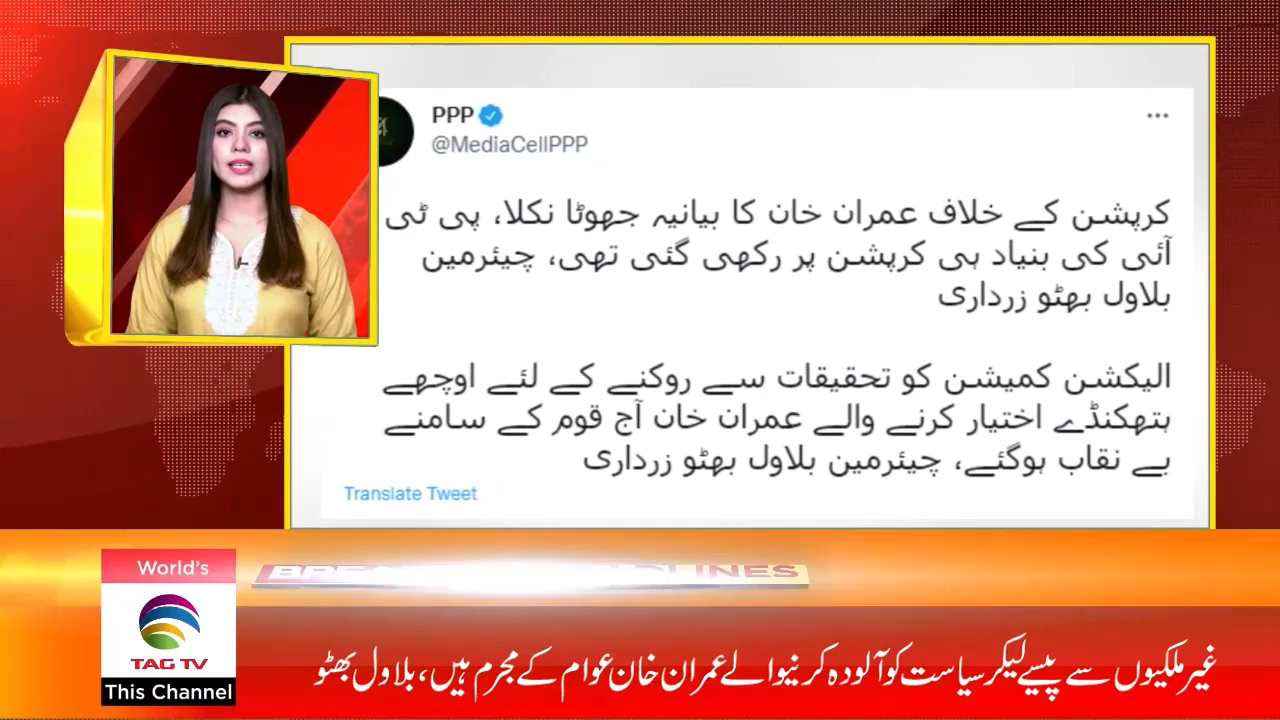 PPP
@MediaCellPPP
کرپشن کے خلاف عمران خان کا بیانیہ جھوٹا نکلا، پی ٹی
آئی کی بنیاد ہی کرپشن پر رکھی گئی تھی، چیئرمین
بلاول بھٹو زرداری
الیکشن کمیشن کو تحقیقات سے روکنے کے لئے اوچھے
ہتھکنڈے اختیار کرنے والے عمران خان آج قوم کے سامنے
بے نقاب ہوگئے، چیئرمین بلاول بھٹو زرداری
Translate Tweet
World's
TAG TV
This Channel
غیر ملکیوں سے پیسے لیکر سیاست کو آلودہ کرنیوالے عمران خان عوام کے مجرم ہیں، بلاول بھٹو